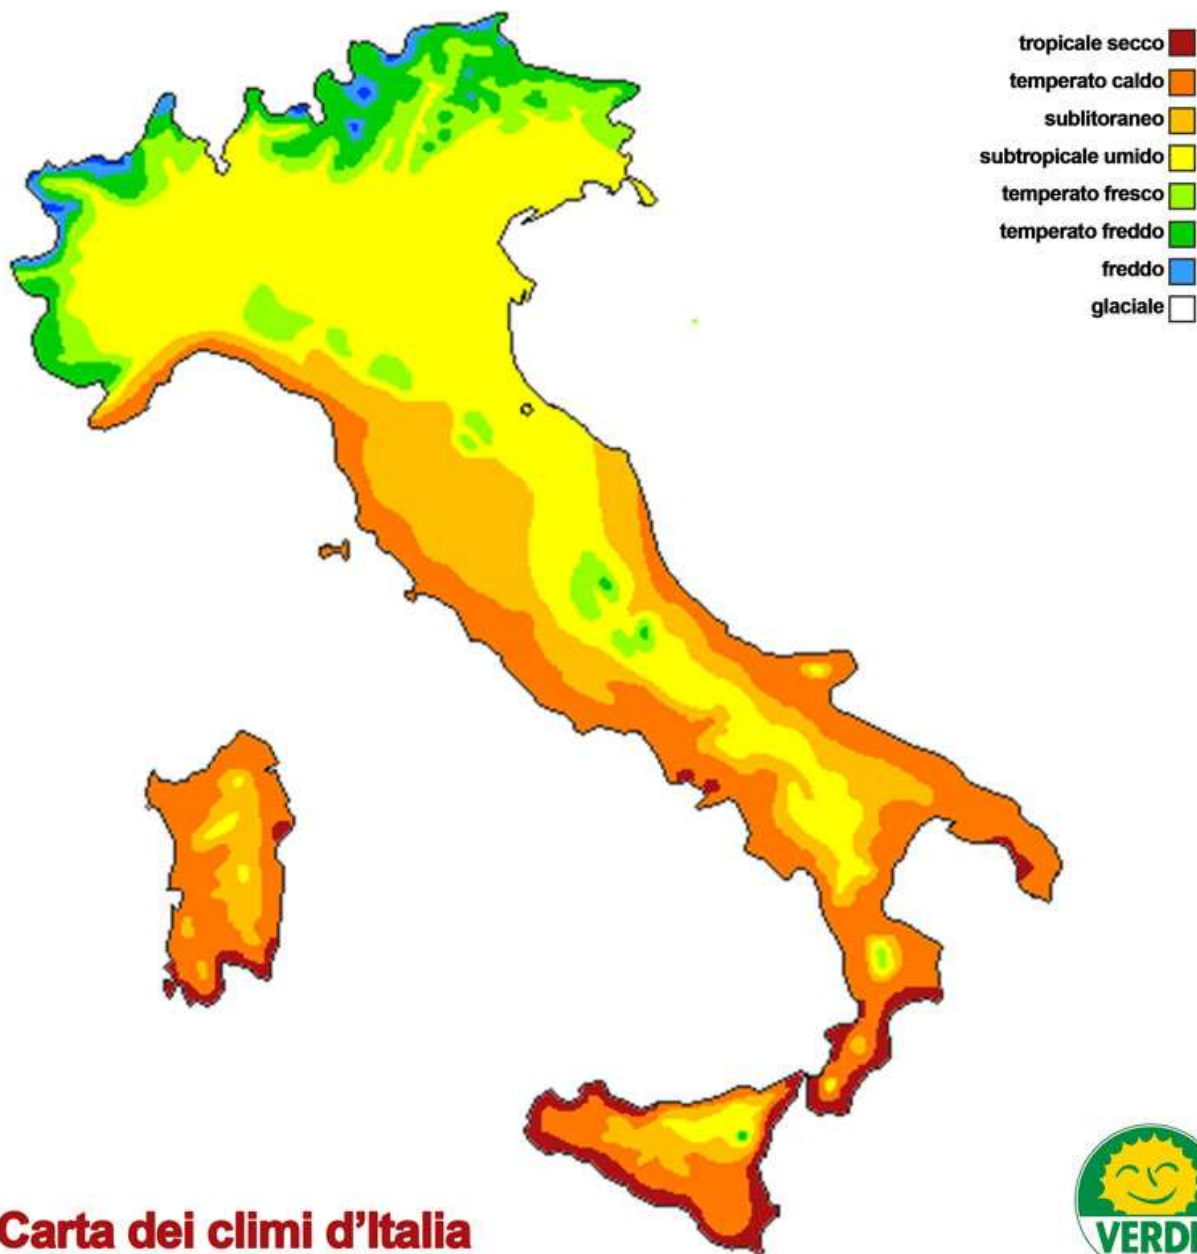 tropicale secco
temperato caldo
sublitoraneo
subtropicale umido
temperato fresco
temperato freddo
freddo
glaciale
Carta dei climi d'Italia
VERDI